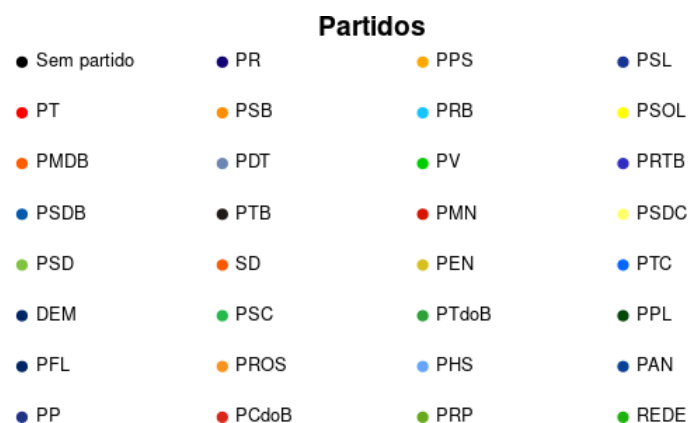 Partidos
Sem partido
PR
PPS
PSL
PT
PSB
PRB
PSOL
PMDB
PDT
PV
PRTB
PSDB
PTB
PMN
PSDC
PSD
SD
PEN
PTC
DEM
PSC
PTdoB
PPL
PFL
PROS
PHS
PAN
PP
PCdoB
PRP
REDE